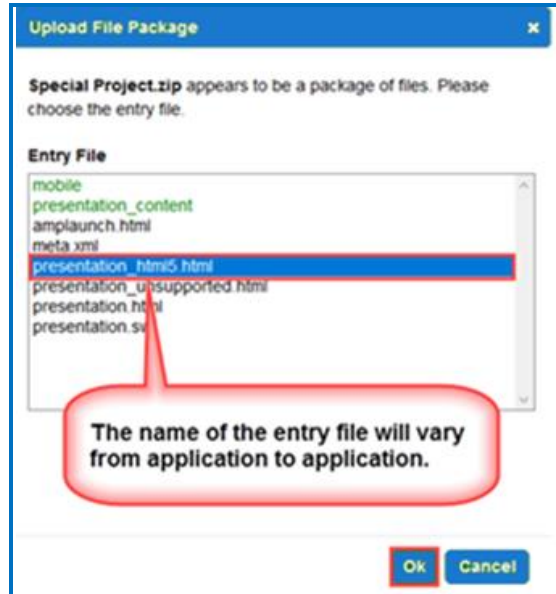 Upload File Package x
Special Project.zip appears to be a package of files. Please
choose the entry file.
Entry File
mobile
presentation_content
amplaunch.html
meta.xml
presentation_html5.html
presentation_unsupported.html
presentation.html
presentation.sw
The name of the entry file will vary
from application to application.
Ok Cancel